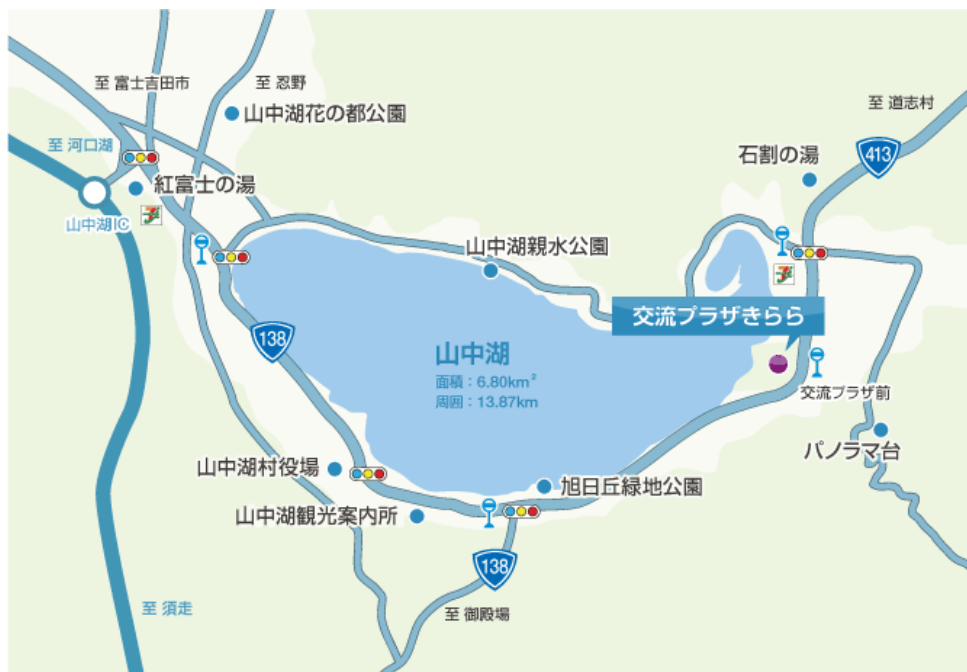 至 富士吉田市
至 忍野
山中湖花の都公園
至 道志村
至 河口湖
413
石割の湯
紅富士の湯
山中湖IC
山中湖親水公園
交流プラザきらら
138
山中湖
面積：6.80km²
周囲：13.87km
交流プラザ前
パノラマ台
山中湖村役場
旭日丘緑地公園
山中湖観光案内所
138
至 須走
至 御殿場